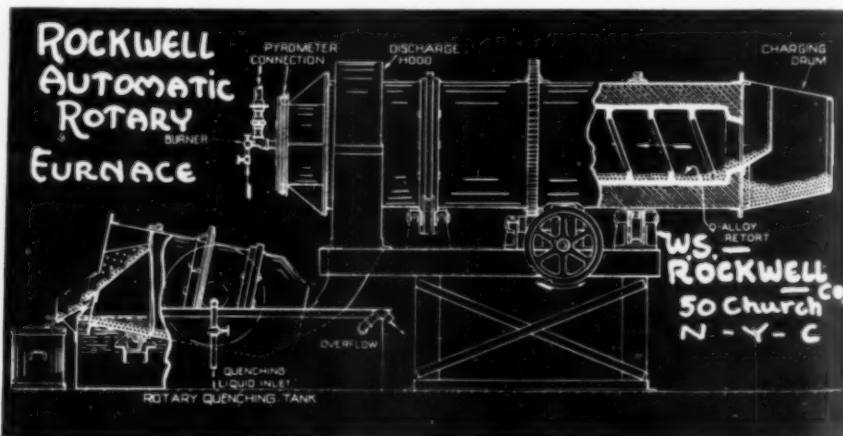 ROCKWELL
AUTOMATIC
ROTARY
FURNACE
PYROMETER
CONNECTION
DISCHARGE
HOOD
CHARGING
DRUM
BURNER
Q-ALLOY
RETORT
W.S.
ROCKWELL
CO.
50 Church
N-Y-C
OVERFLOW
QUENCHING
LIQUID INLET
ROTARY QUENCHING TANK